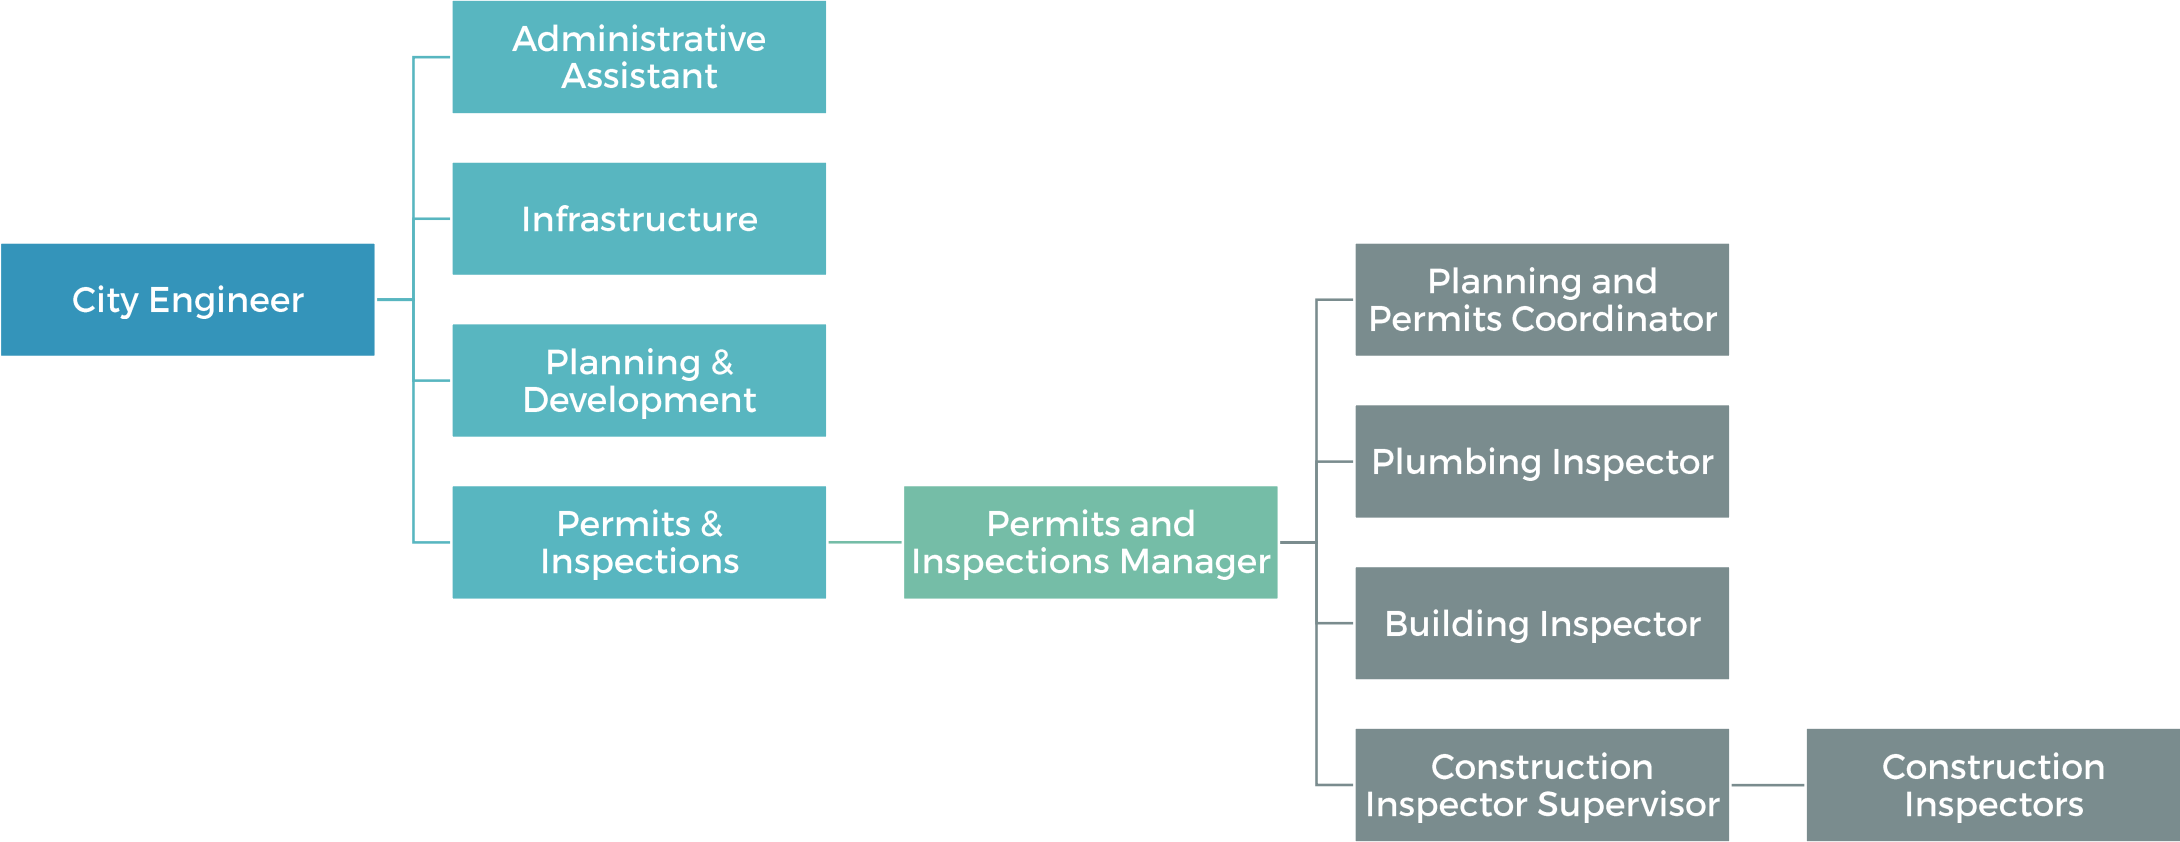 Administrative
Assistant
Infrastructure
City Engineer
Planning &
Development
Permits &
Inspections
Permits and
Inspections Manager
Planning and
Permits Coordinator
Plumbing Inspector
Building Inspector
Construction
Inspector Supervisor
Construction
Inspectors